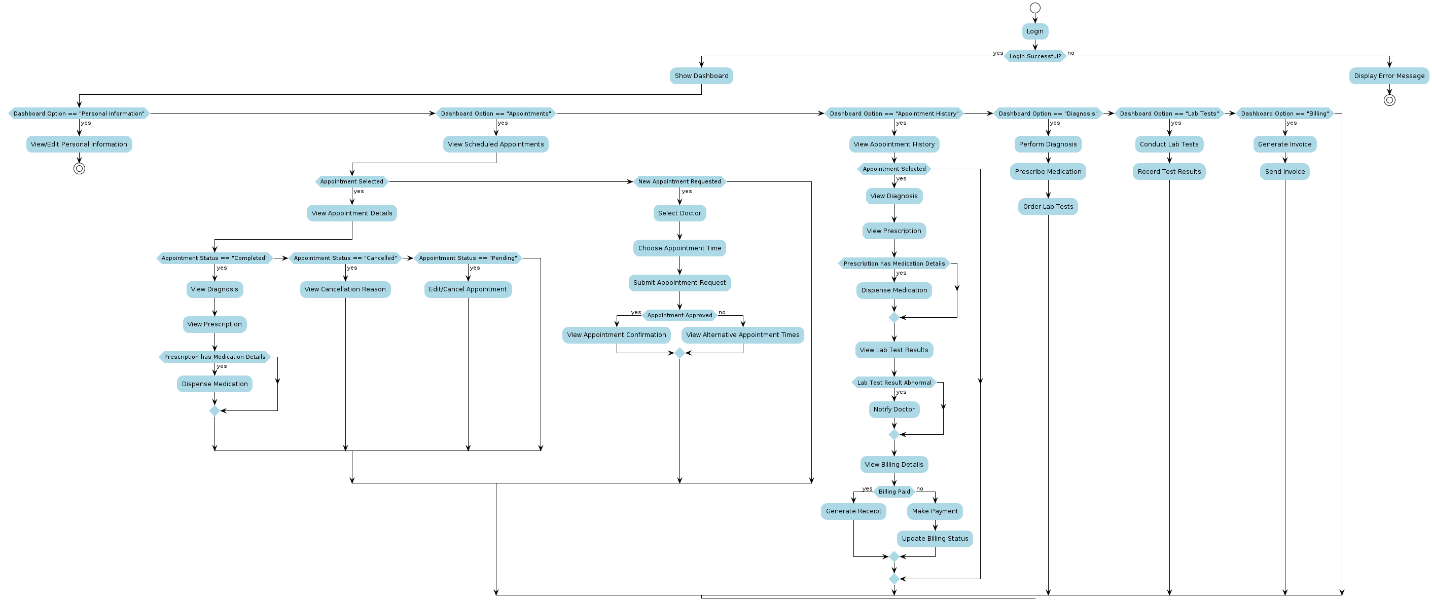 Login
yes
Login Successful?
no
Show Dashboard
Display Error Message
Dashboard Option == "Personal Information"
Dashboard Option == "Appointments"
Dashboard Option == "Appointment History"
Dashboard Option == "Diagnosis"
Dashboard Option == "Lab Tests"
Dashboard Option == "Billing"
yes
yes
yes
yes
yes
yes
View/Edit Personal Information
View Scheduled Appointments
View Appointment History
Perform Diagnosis
Conduct Lab Tests
Generate Invoice
Appointment Selected
Prescribe Medication
Record Test Results
Send Invoice
yes
Appointment Selected
New Appointment Requested
yes
yes
View Diagnosis
Order Lab Tests
View Appointment Details
Select Doctor
View Prescription
Choose Appointment Time
Appointment Status == "Completed
Appointment Status == "Cancelled"
Appointment Status == "Pending"
Prescription has Medication Details
yes
yes
yes
yes
View Diagnosis
View Cancellation Reason
Edit/Cancel Appointment
Submit Appointment Request
Dispense Medication
yes
Appointment Approved
no
View Prescription
View Appointment Confirmation
View Alternative Appointment Times
View Lab Test Results
Prescription has Medication Details
yes
Dispense Medication
Lab Test Result Abnormal
yes
Notify Doctor
View Billing Details
yes
Billing Paid
no
Generate Receipt
Make Payment
Update Billing Status